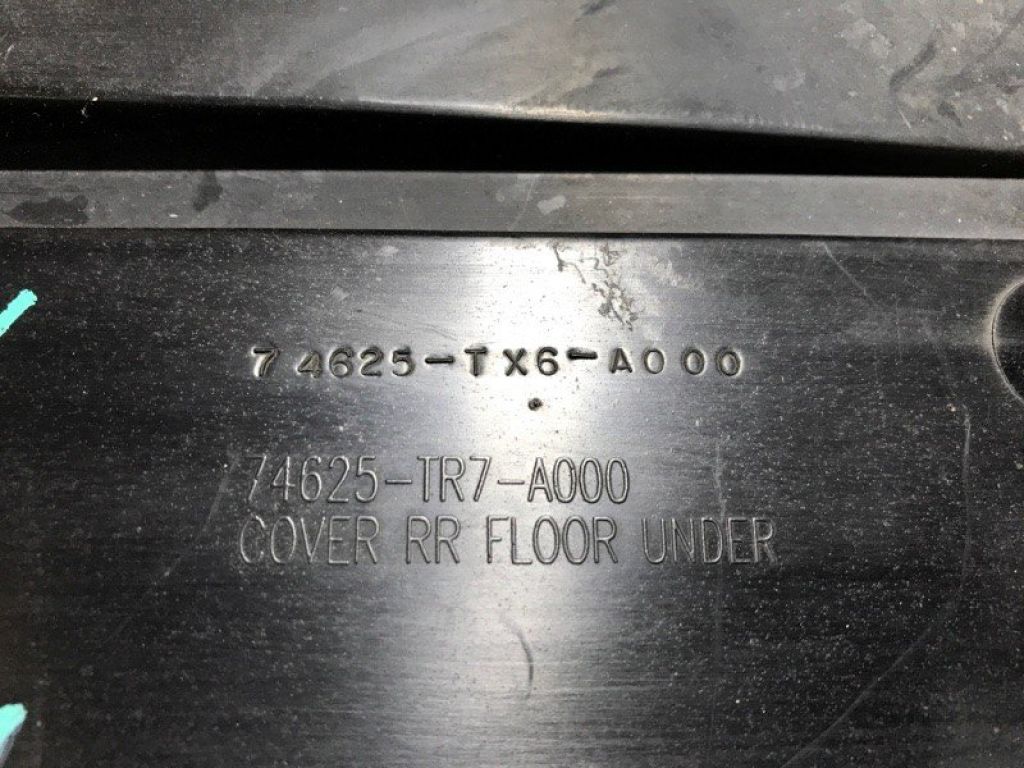 74625-TX6-A000
74625-TR7-A000
COVER RR FLOOR UNDER